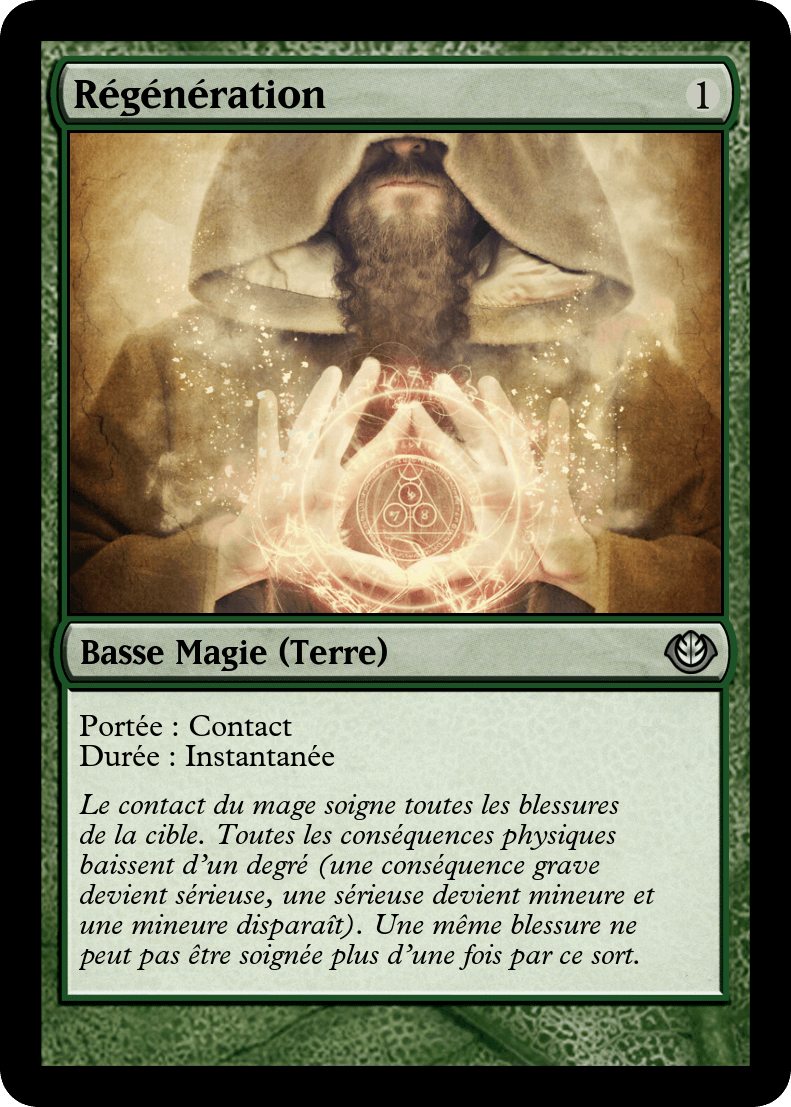 Régénération
1
Basse Magie (Terre)
Portée : Contact
Durée : Instantanée
Le contact du mage soigne toutes les blessures
de la cible. Toutes les conséquences physiques
baissent d'un degré (une conséquence grave
devient sérieuse, une sérieuse devient mineure et
une mineure disparaît). Une même blessure ne
peut pas être soignée plus d'une fois par ce sort.